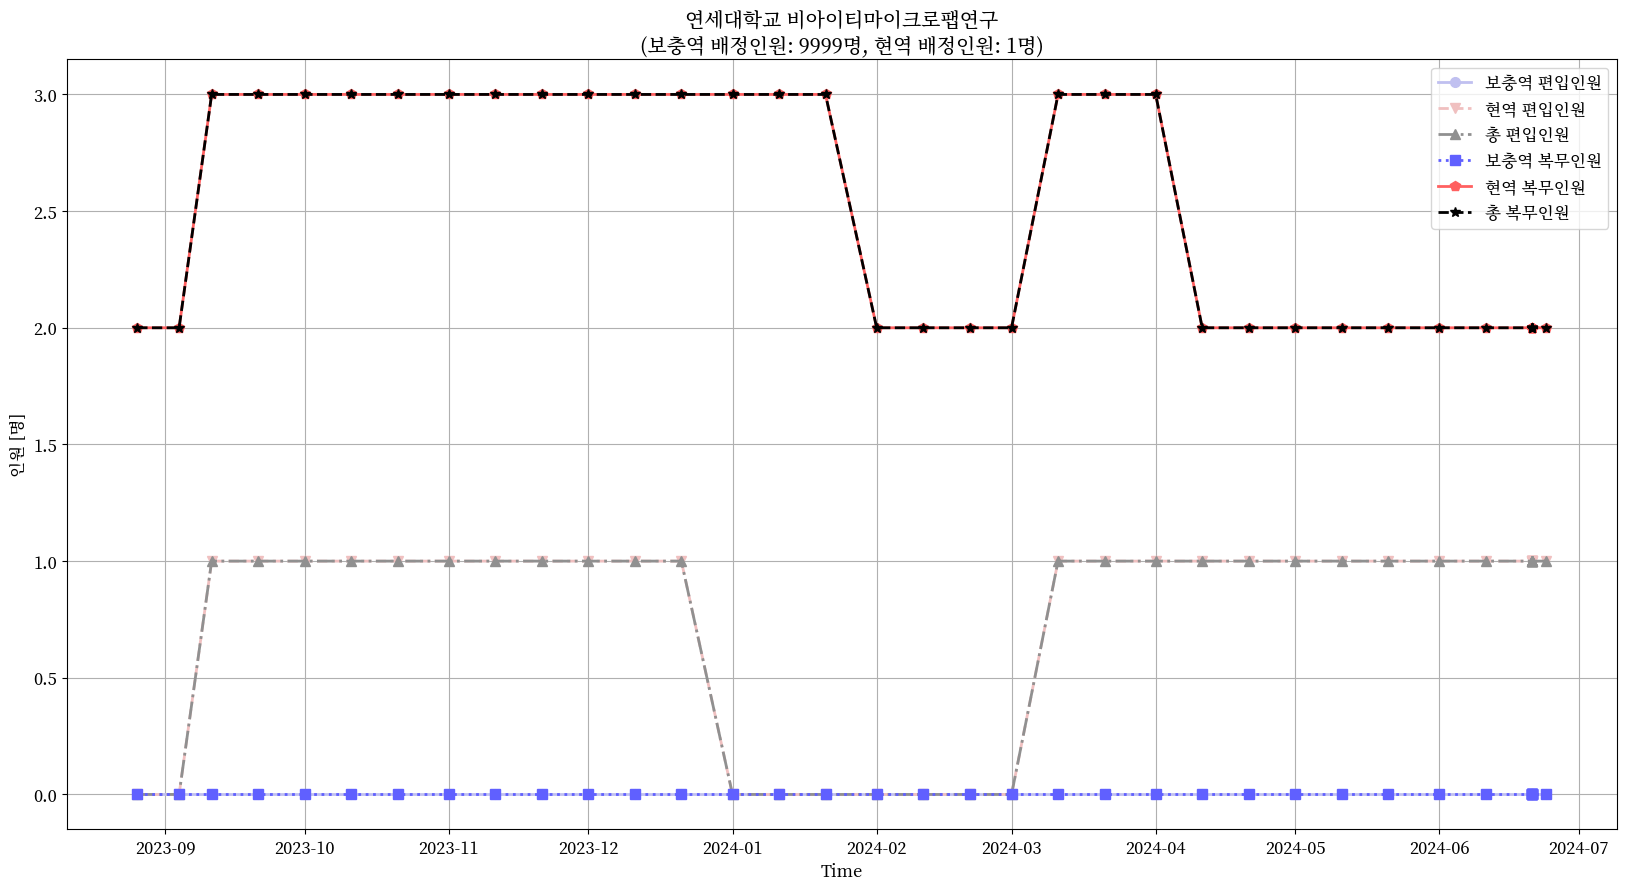 연세대학교 비아이티마이크로팹연구
(보충역 배정인원: 9999명, 현역 배정인원: 1명)
보충역 편입인원
현역 편입인원
총 편입인원
보충역 복무인원
현역 복무인원
총 복무인원
인원 [명]
3.0
2.5
2.0
1.5
1.0
0.5
0.0
2023-09 2023-10 2023-11 2023-12 2024-01 2024-02 2024-03 2024-04 2024-05 2024-06 2024-07
Time